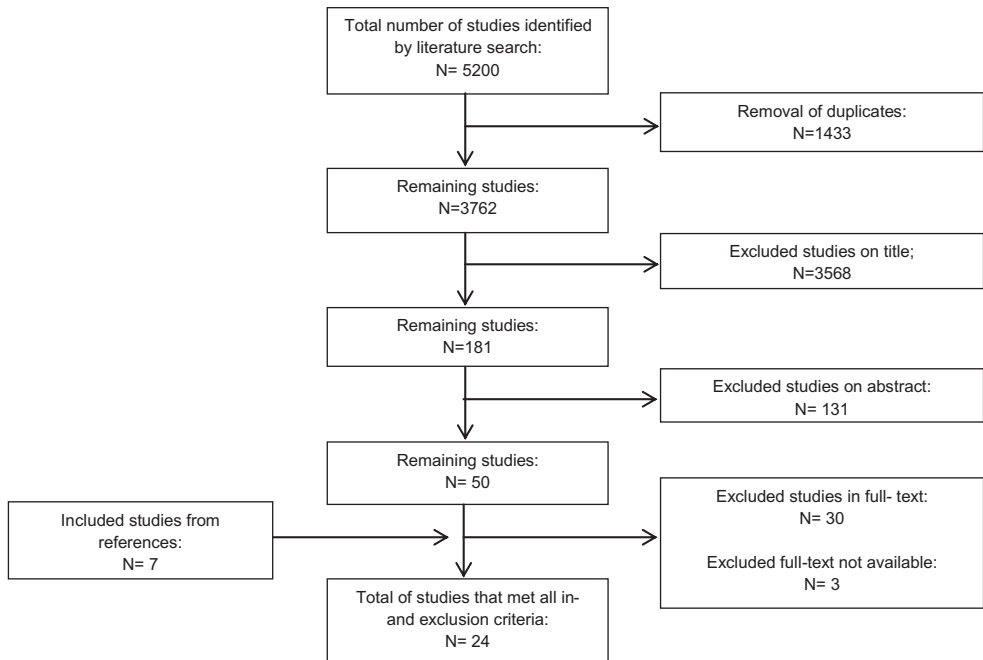 Total number of studies identified
by literature search:
N= 5200
Removal of duplicates:
N=1433
Remaining studies:
N=3762
Excluded studies on title;
N=3568
Remaining studies:
N=181
Excluded studies on abstract:
N= 131
Remaining studies:
N= 50
Excluded studies in full- text:
N= 30
Excluded full-text not available:
N= 3
Included studies from
references:
N= 7
Total of studies that met all in-
and exclusion criteria:
N= 24